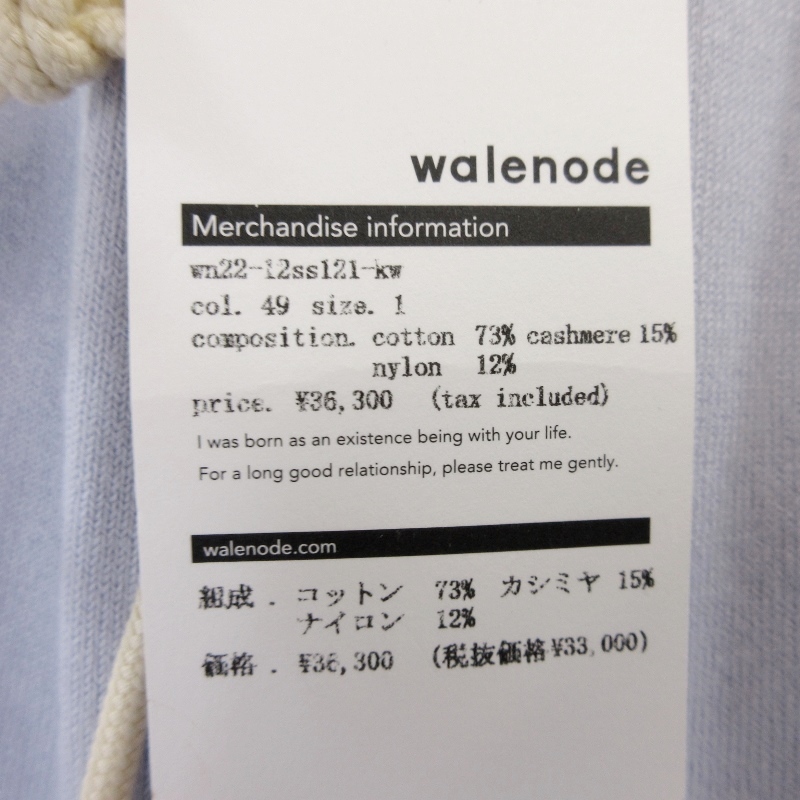 walenode
Merchandise information
wn22-12ss121-kw
col. 49 size. 1
composition. cotton 73% cashmere 15%
nylon 12%
price. ¥36,300 (tax included)
I was born as an existence being with your life.
For a long good relationship, please treat me gently.
walenode.com
組成 . コットン 73% カシミヤ 15%
ナイロン 12%
価格 . ¥36,300 (税抜価格¥33,000)